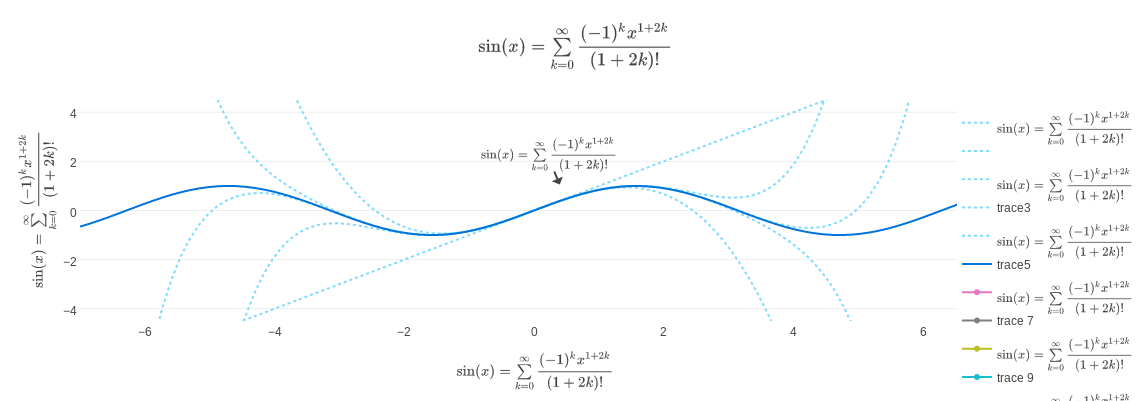 sin(x) = ∞∑k=0 (−1)^k x^{1+2k} / (1 + 2k)!
sin(x) = ∞∑k=0 (−1)^k x^{1+2k} / (1 + 2k)!
4
2
0
−2
−4
sin(x) = ∞∑k=0 (−1)^k x^{1+2k} / (1 + 2k)!
−6
−4
−2
0
2
4
6
sin(x) = ∞∑k=0 (−1)^k x^{1+2k} / (1 + 2k)!
sin(x) = ∞∑k=0 (−1)^k x^{1+2k} / (1 + 2k)!
sin(x) = ∞∑k=0 (−1)^k x^{1+2k} / (1 + 2k)!
trace3
sin(x) = ∞∑k=0 (−1)^k x^{1+2k} / (1 + 2k)!
trace5
sin(x) = ∞∑k=0 (−1)^k x^{1+2k} / (1 + 2k)!
trace 7
sin(x) = ∞∑k=0 (−1)^k x^{1+2k} / (1 + 2k)!
trace 9